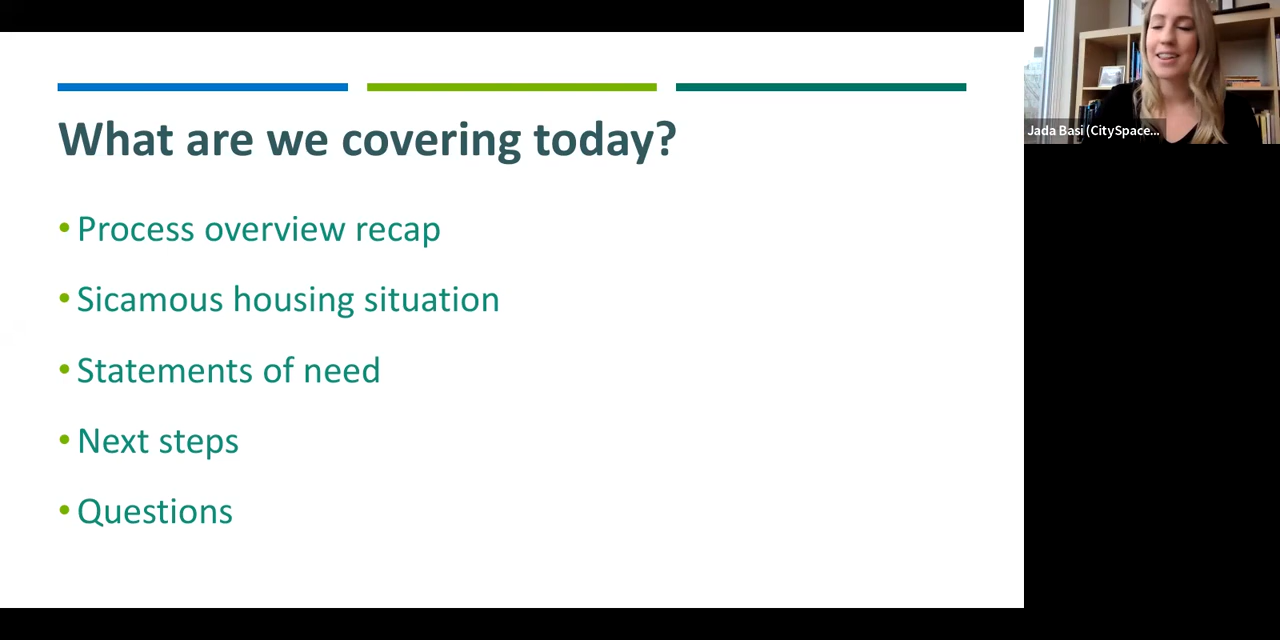 What are we covering today?
• Process overview recap
• Sicamous housing situation
• Statements of need
• Next steps
• Questions
Jada Basi (CitySpace...